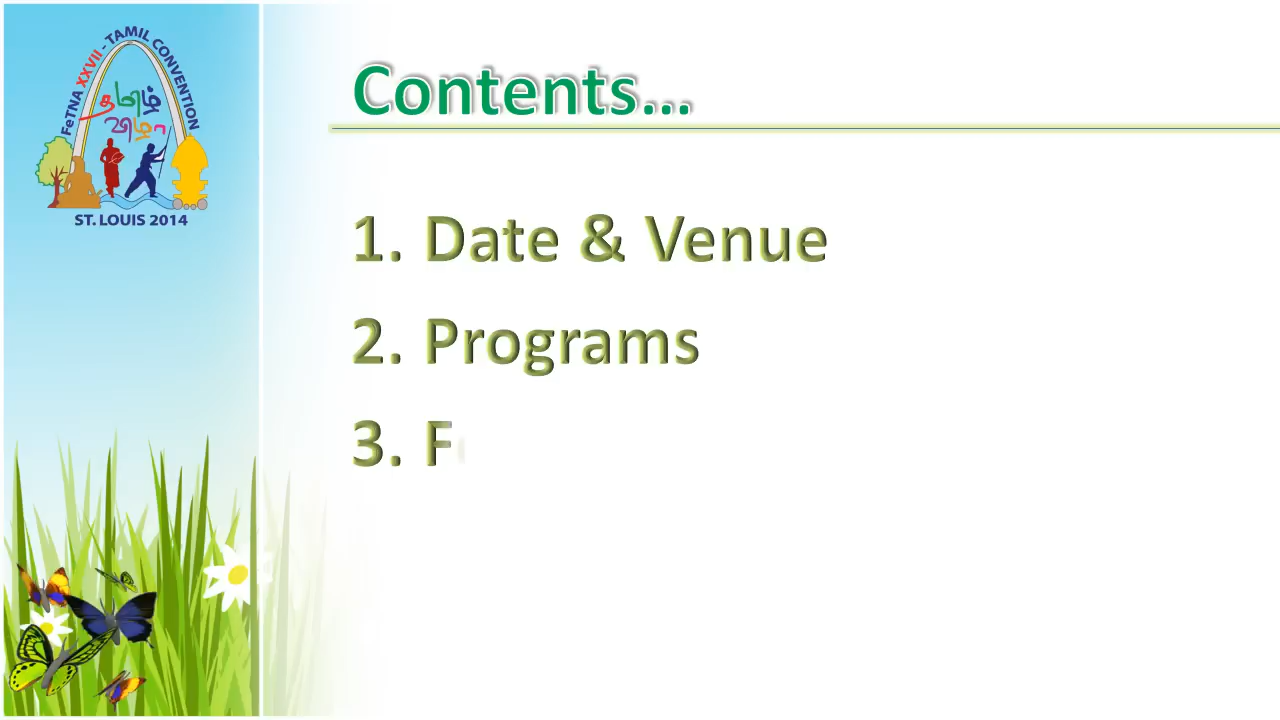 FeTNA XXVII - TAMIL CONVENTION
தமிழ்
விழா
ST. LOUIS 2014
Contents...
1. Date & Venue
2. Programs
3. F